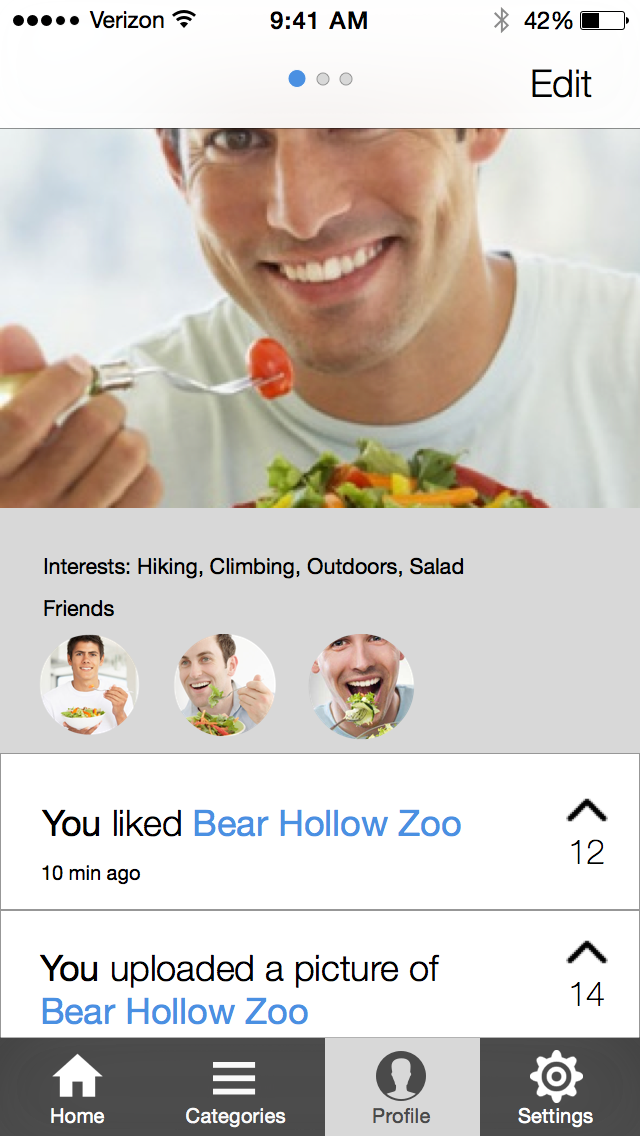 Verizon 9:41 AM 42%
Edit
Interests: Hiking, Climbing, Outdoors, Salad
Friends
You liked Bear Hollow Zoo
12
10 min ago
You uploaded a picture of
Bear Hollow Zoo
14
Home Categories Profile Settings